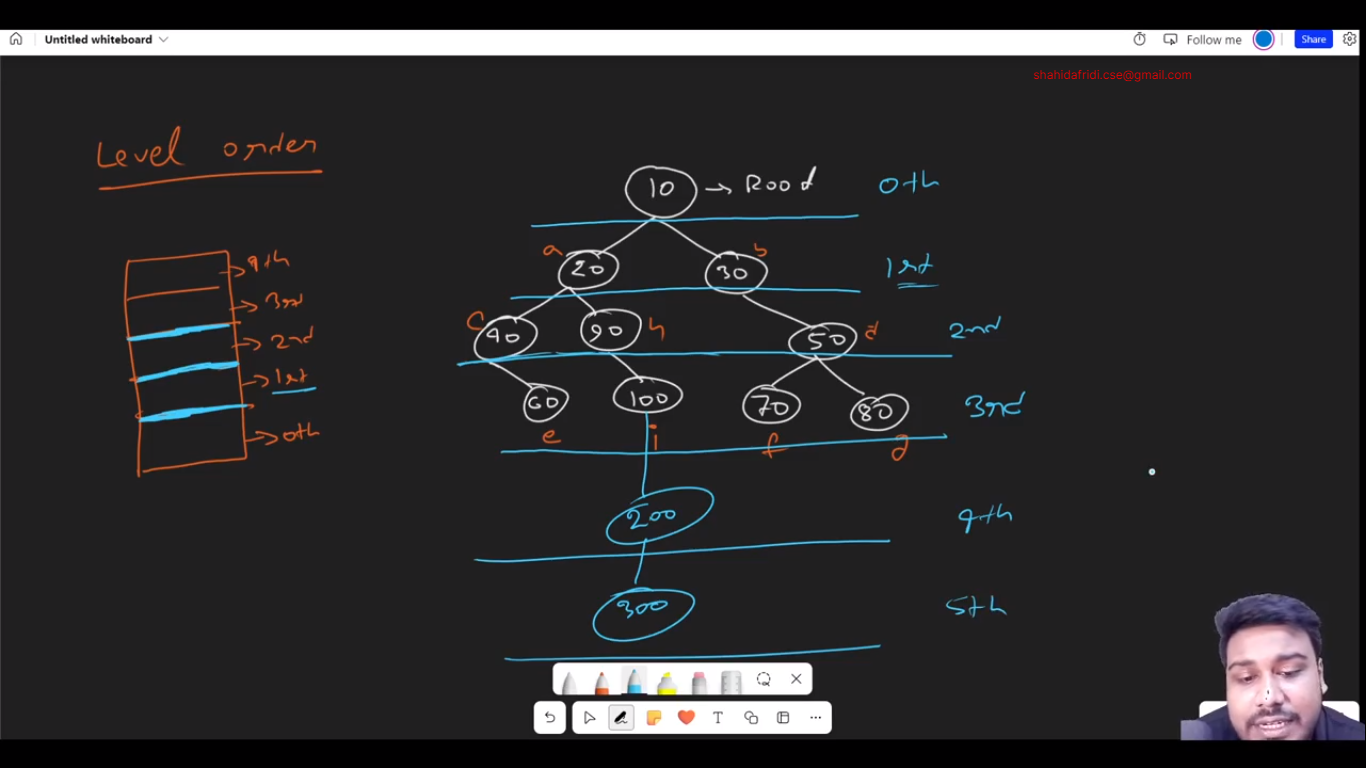 Untitled whiteboard
Follow me
Share
shahidafridi.cse@gmail.com
Level order
10 → Root 0th
a b
20 30 1st
4th
3rd
2nd
1st
0th
c 40 90 h 50 d 2nd
60 100 70 80 3rd
e i f g
200 4th
300 5th
T